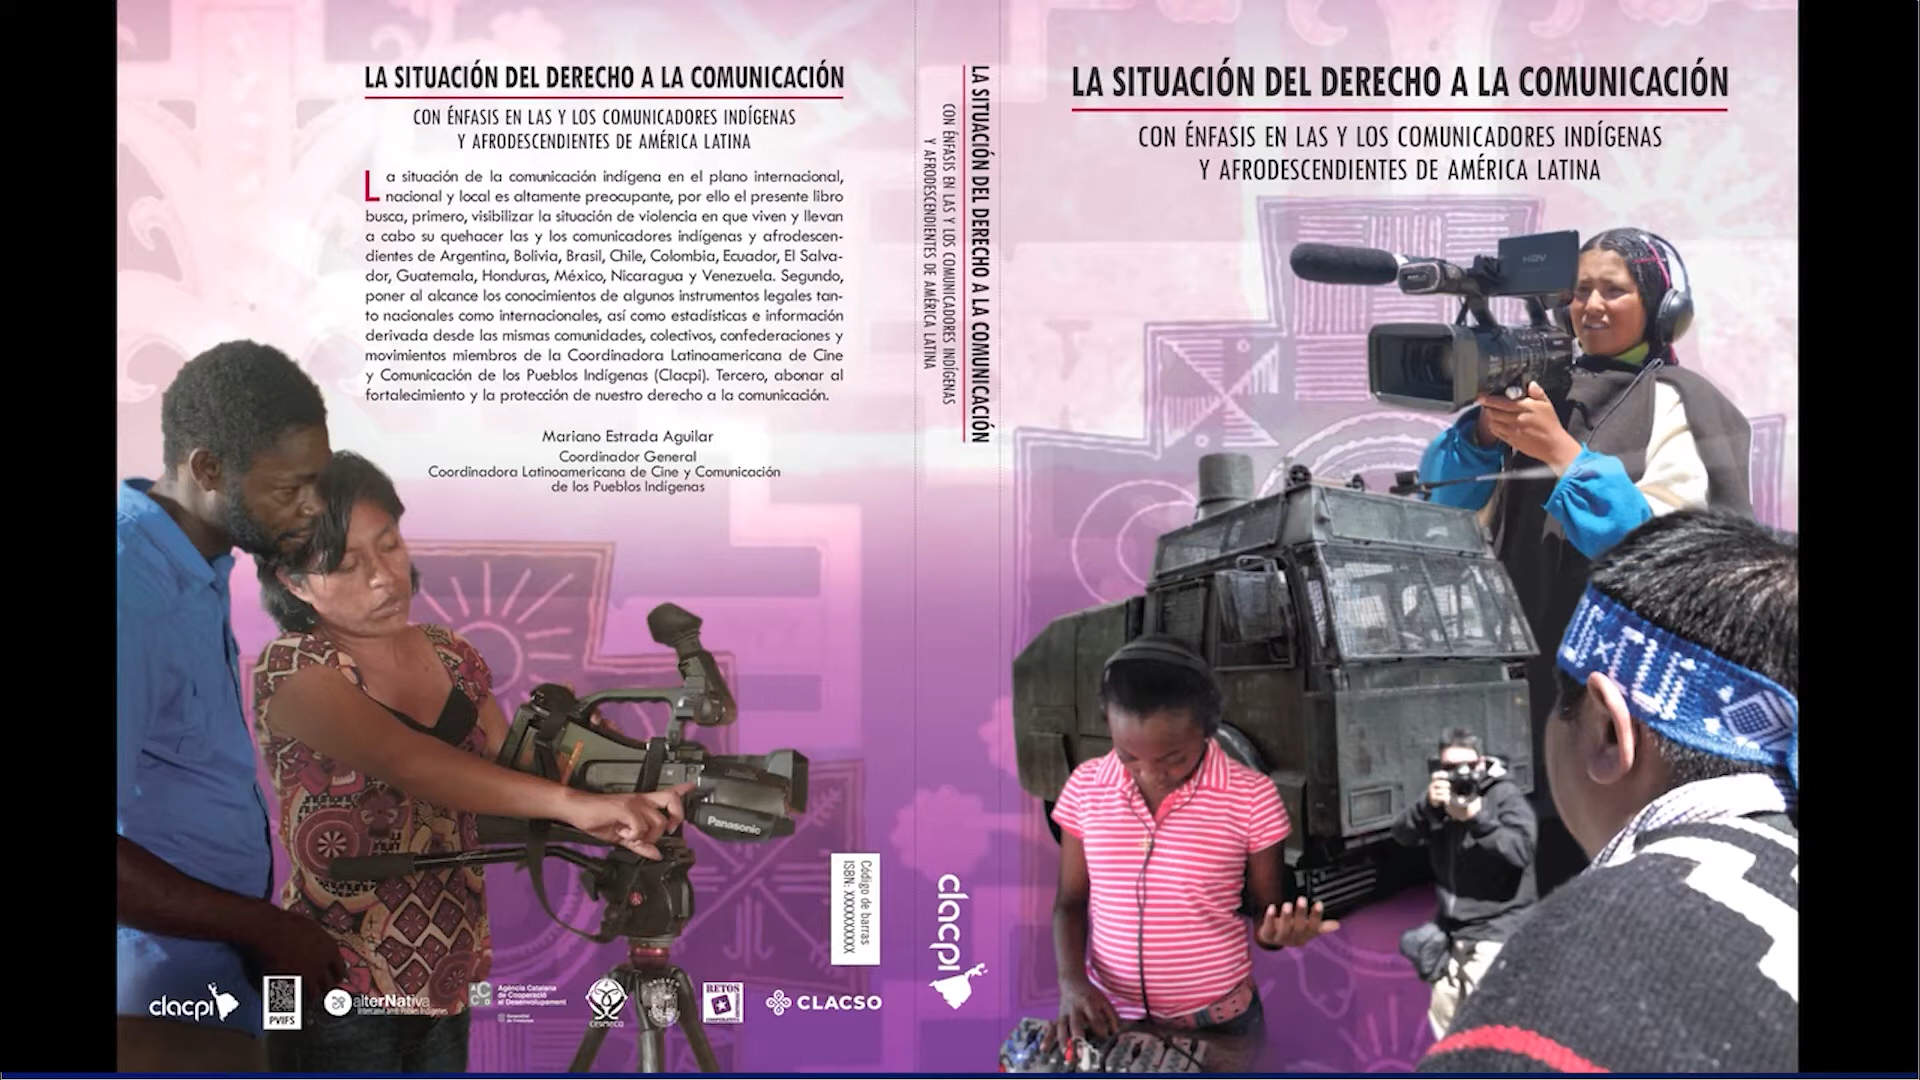 LA SITUACIÓN DEL DERECHO A LA COMUNICACIÓN
CON ÉNFASIS EN LAS Y LOS COMUNICADORES INDÍGENAS
Y AFRODESCENDIENTES DE AMÉRICA LATINA
La situación de la comunicación indígena en el plano internacional,
nacional y local es altamente preocupante, por ello el presente libro
busca, primero, visibilizar la situación de violencia en que viven y llevan
a cabo su quehacer las y los comunicadores indígenas y afrodescen-
dientes de Argentina, Bolivia, Brasil, Chile, Colombia, Ecuador, El Salva-
dor, Guatemala, Honduras, México, Nicaragua y Venezuela. Segundo,
poner al alcance los conocimientos de algunos instrumentos legales tan-
to nacionales como internacionales, así como estadísticas e información
derivada desde las mismas comunidades, colectivos, confederaciones y
movimientos miembros de la Coordinadora Latinoamericana de Cine
y Comunicación de los Pueblos Indígenas (Clacpi). Tercero, abonar al
fortalecimiento y la protección de nuestro derecho a la comunicación.
Mariano Estrada Aguilar
Coordinador General
Coordinadora Latinoamericana de Cine y Comunicación
de los Pueblos Indígenas
Panasonic
Código de barras
ISBN: XXXXXXXXXX
clacpi
PVIFS
alterNativa
Intercanvi amb Pobles Indígenes
ACCD
Agència Catalana
de Cooperació
al Desenvolupament
Generalitat
de Catalunya
CESMECA
RETOS
CLACSO
LA SITUACIÓN DEL DERECHO A LA COMUNICACIÓN
CON ÉNFASIS EN LAS Y LOS COMUNICADORES INDÍGENAS
Y AFRODESCENDIENTES DE AMÉRICA LATINA
clacpi
LA SITUACIÓN DEL DERECHO A LA COMUNICACIÓN
CON ÉNFASIS EN LAS Y LOS COMUNICADORES INDÍGENAS
Y AFRODESCENDIENTES DE AMÉRICA LATINA
HDV